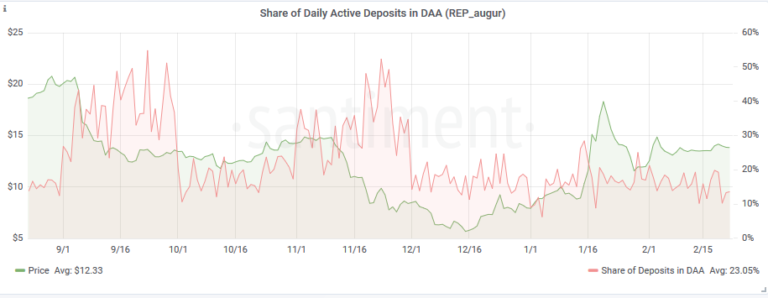 Share of Daily Active Deposits in DAA (REP_augur)
$25 60%
50%
$20
40%
·santiment
$15 30%
20%
$10
10%
$5 0%
9/1 9/16 10/1 10/16 11/1 11/16 12/1 12/16 1/1 1/16 2/1 2/15
Price Avg: $12.33 Share of Deposits in DAA Avg: 23.05%